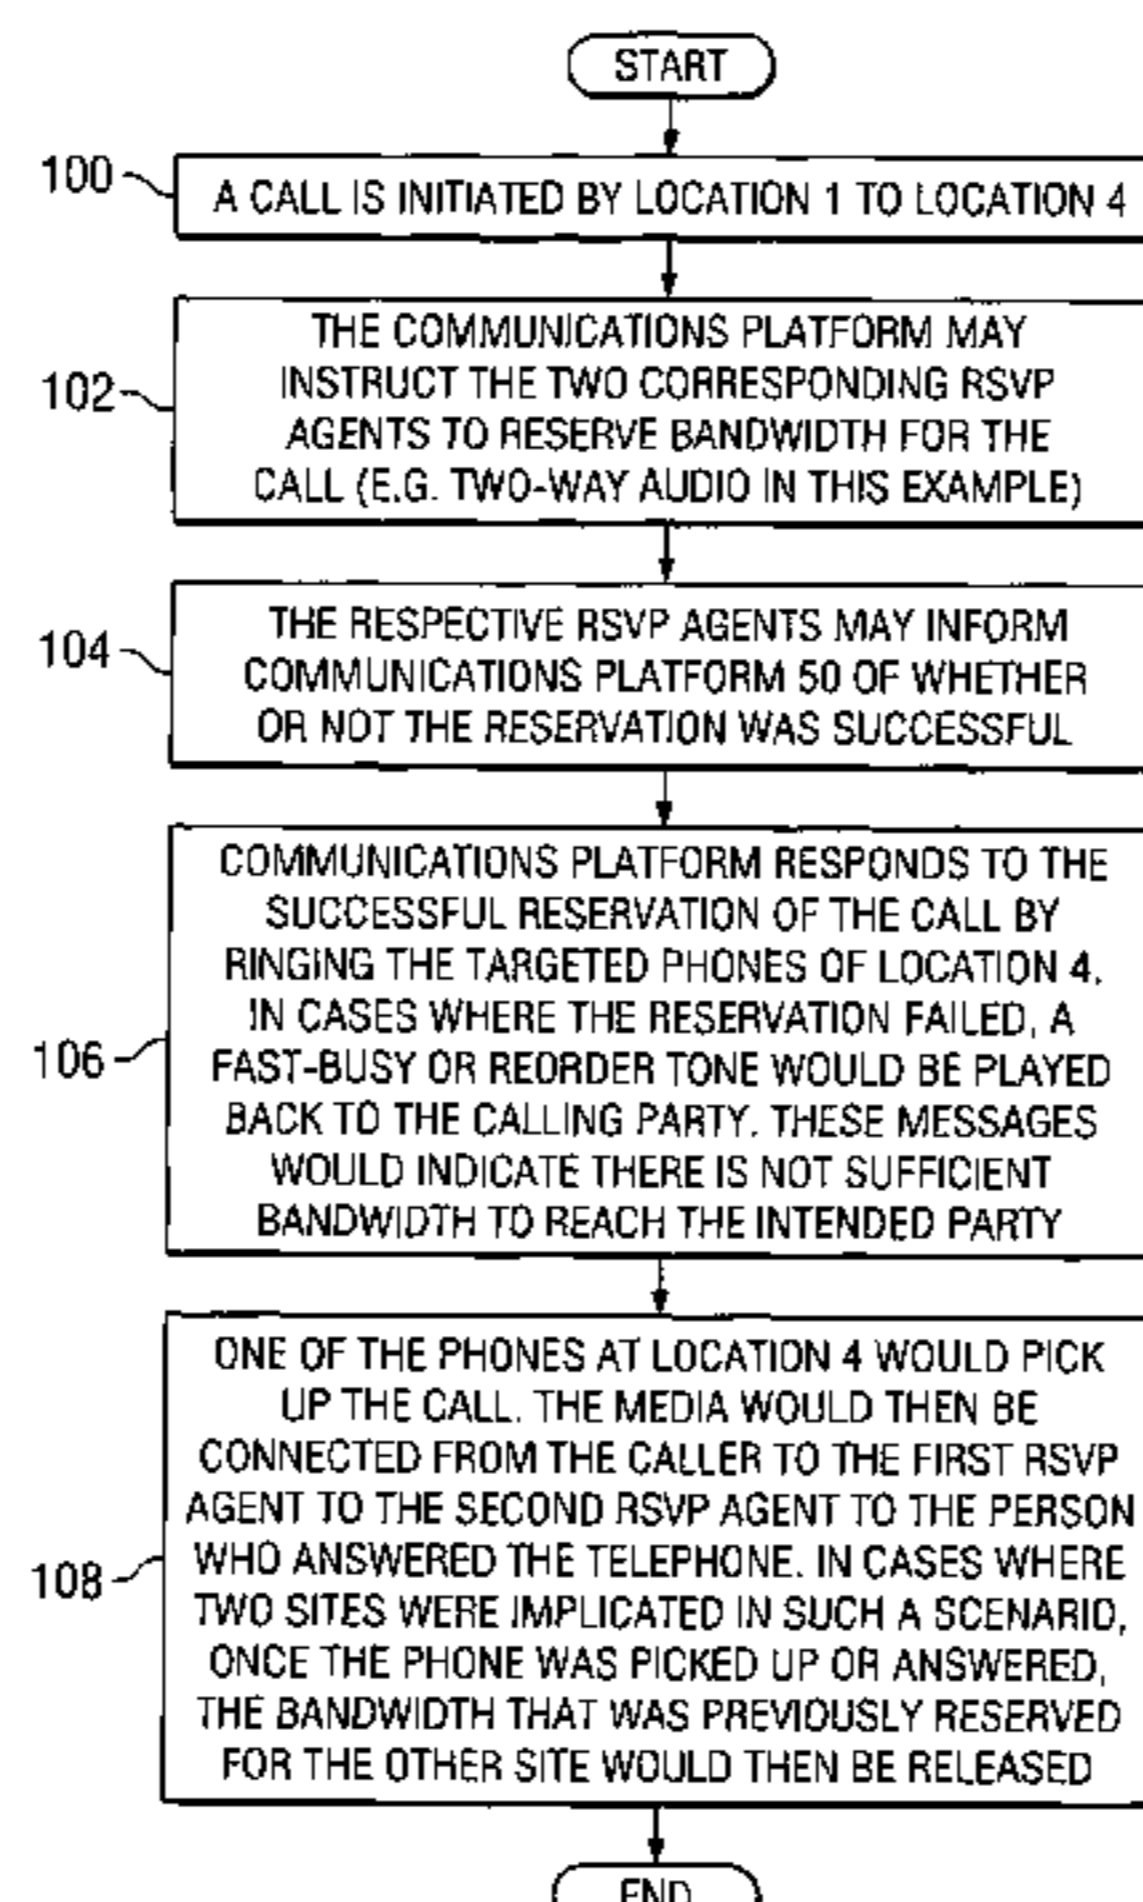 START
100
A CALL IS INITIATED BY LOCATION 1 TO LOCATION 4
102
THE COMMUNICATIONS PLATFORM MAY
INSTRUCT THE TWO CORRESPONDING RSVP
AGENTS TO RESERVE BANDWIDTH FOR THE
CALL (E.G. TWO-WAY AUDIO IN THIS EXAMPLE)
104
THE RESPECTIVE RSVP AGENTS MAY INFORM
COMMUNICATIONS PLATFORM 50 OF WHETHER
OR NOT THE RESERVATION WAS SUCCESSFUL
106
COMMUNICATIONS PLATFORM RESPONDS TO THE
SUCCESSFUL RESERVATION OF THE CALL BY
RINGING THE TARGETED PHONES OF LOCATION 4.
IN CASES WHERE THE RESERVATION FAILED, A
FAST-BUSY OR REORDER TONE WOULD BE PLAYED
BACK TO THE CALLING PARTY. THESE MESSAGES
WOULD INDICATE THERE IS NOT SUFFICIENT
BANDWIDTH TO REACH THE INTENDED PARTY
108
ONE OF THE PHONES AT LOCATION 4 WOULD PICK
UP THE CALL. THE MEDIA WOULD THEN BE
CONNECTED FROM THE CALLER TO THE FIRST RSVP
AGENT TO THE SECOND RSVP AGENT TO THE PERSON
WHO ANSWERED THE TELEPHONE. IN CASES WHERE
TWO SITES WERE IMPLICATED IN SUCH A SCENARIO,
ONCE THE PHONE WAS PICKED UP OR ANSWERED,
THE BANDWIDTH THAT WAS PREVIOUSLY RESERVED
FOR THE OTHER SITE WOULD THEN BE RELEASED
END